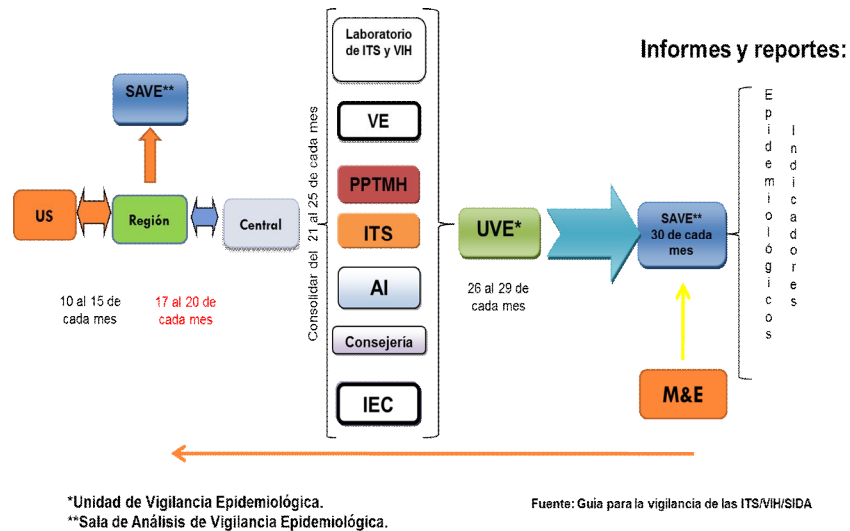 Laboratorio
de ITS y VIH
Informes y reportes:
SAVE**
VE
PPTMH
US
Región
Central
ITS
UVE*
SAVE**
30 de cada
mes
Epidemiológicos
Indicadores
Consolidar del 21 al 25 de cada mes
AI
10 al 15 de
cada mes
17 al 20 de
cada mes
26 al 29 de
cada mes
Consejería
IEC
M&E
*Unidad de Vigilancia Epidemiológica.
**Sala de Análisis de Vigilancia Epidemiológica.
Fuente: Guia para la vigilancia de las ITS/VIH/SIDA